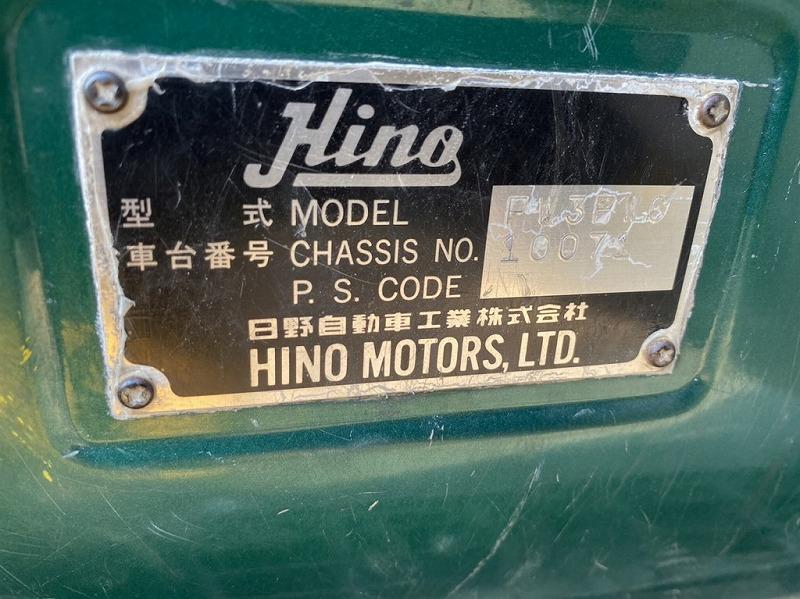 Hino
型 式 MODEL
車台番号 CHASSIS NO.
P. S. CODE
日野自動車工業株式会社
HINO MOTORS, LTD.